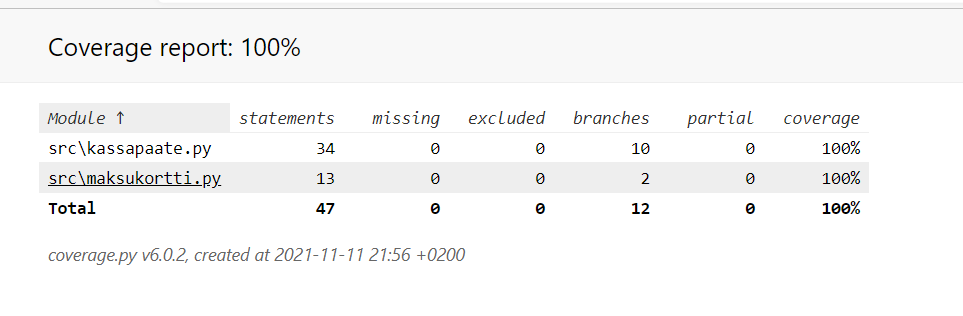 Coverage report: 100%
Module ↑ statements missing excluded branches partial coverage
src\kassapaate.py 34 0 0 10 0 100%
src\maksukortti.py 13 0 0 2 0 100%
Total 47 0 0 12 0 100%
coverage.py v6.0.2, created at 2021-11-11 21:56 +0200